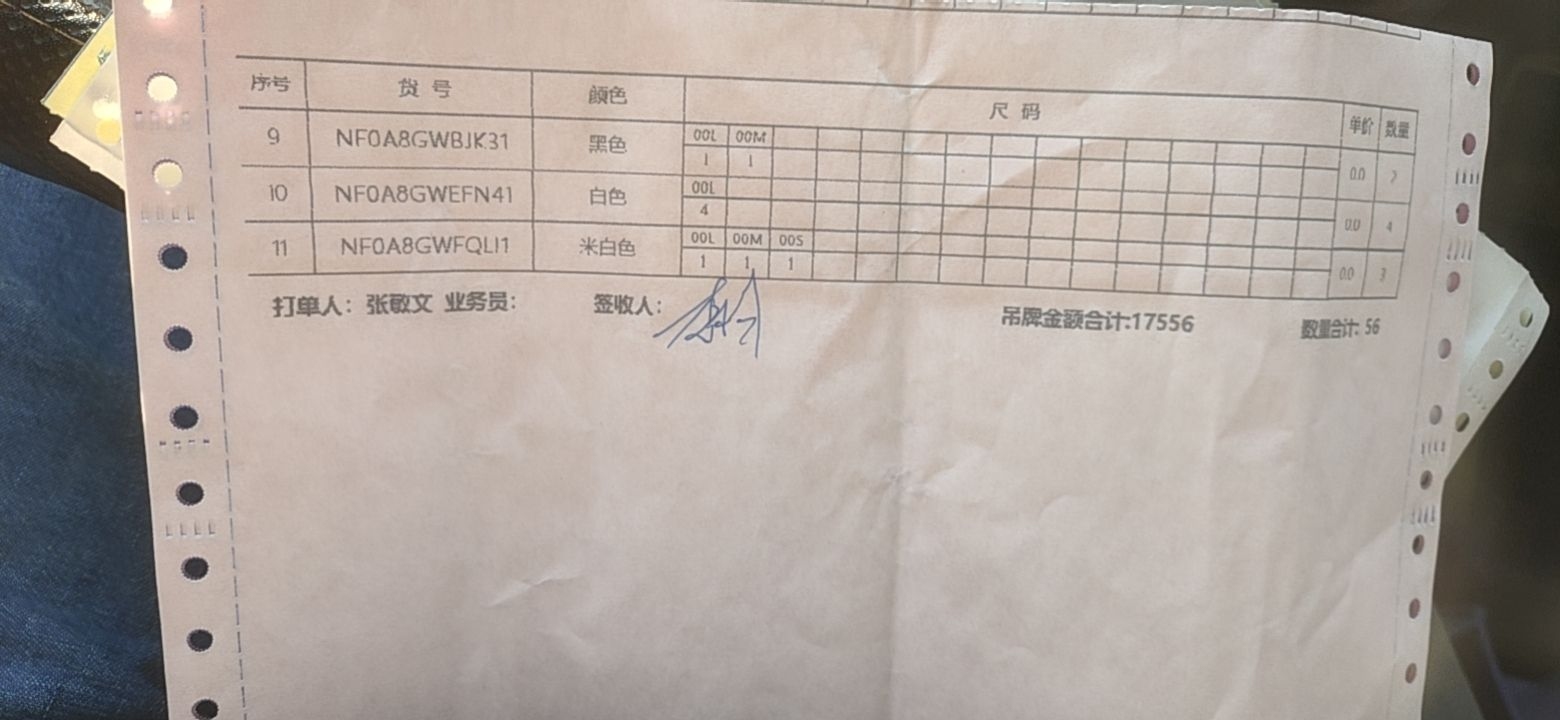 序号 货 号 颜色 尺 码 单价 数量
9 NF0A8GWBJK31 黑色 00L 00M 0.0 2
1 1
10 NF0A8GWEFN41 白色 00L 0.0 4
4
11 NF0A8GWFQLI1 米白色 00L 00M 00S 0.0 3
1 1 1
打单人: 张敏文 业务员: 签收人: 吊牌金额合计:17556 数量合计: 56